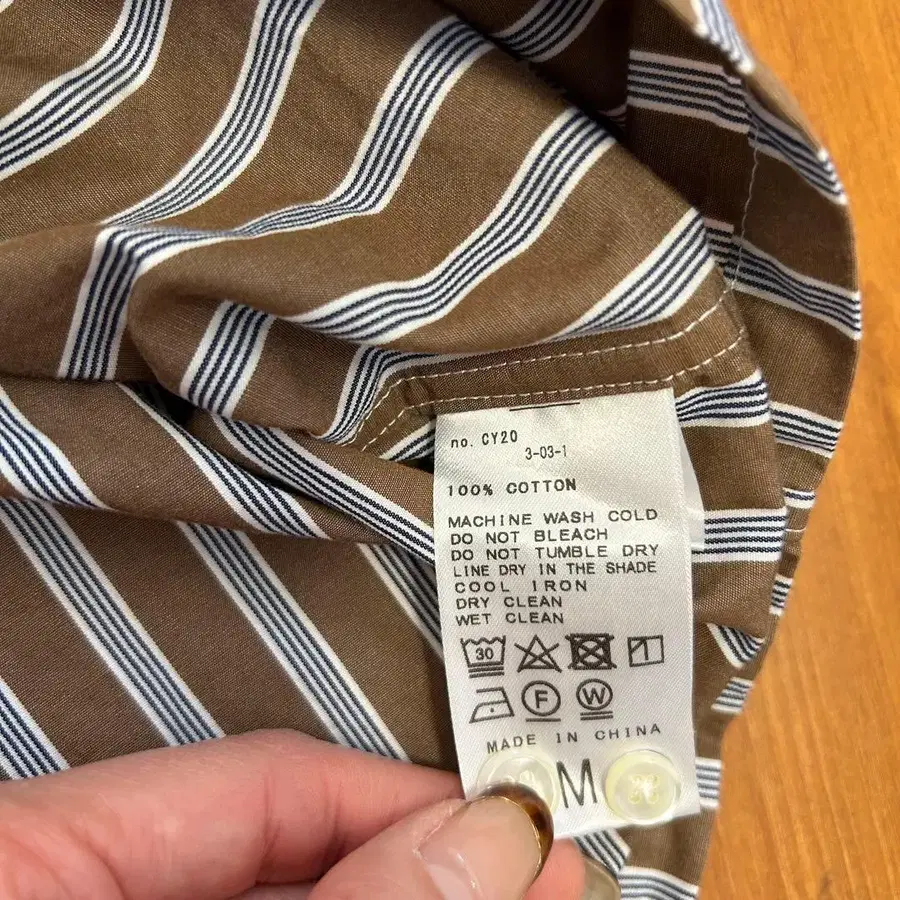 no. CY20
3-03-1
100% COTTON
MACHINE WASH COLD
DO NOT BLEACH
DO NOT TUMBLE DRY
LINE DRY IN THE SHADE
COOL IRON
DRY CLEAN
WET CLEAN
30
F W
MADE IN CHINA
M